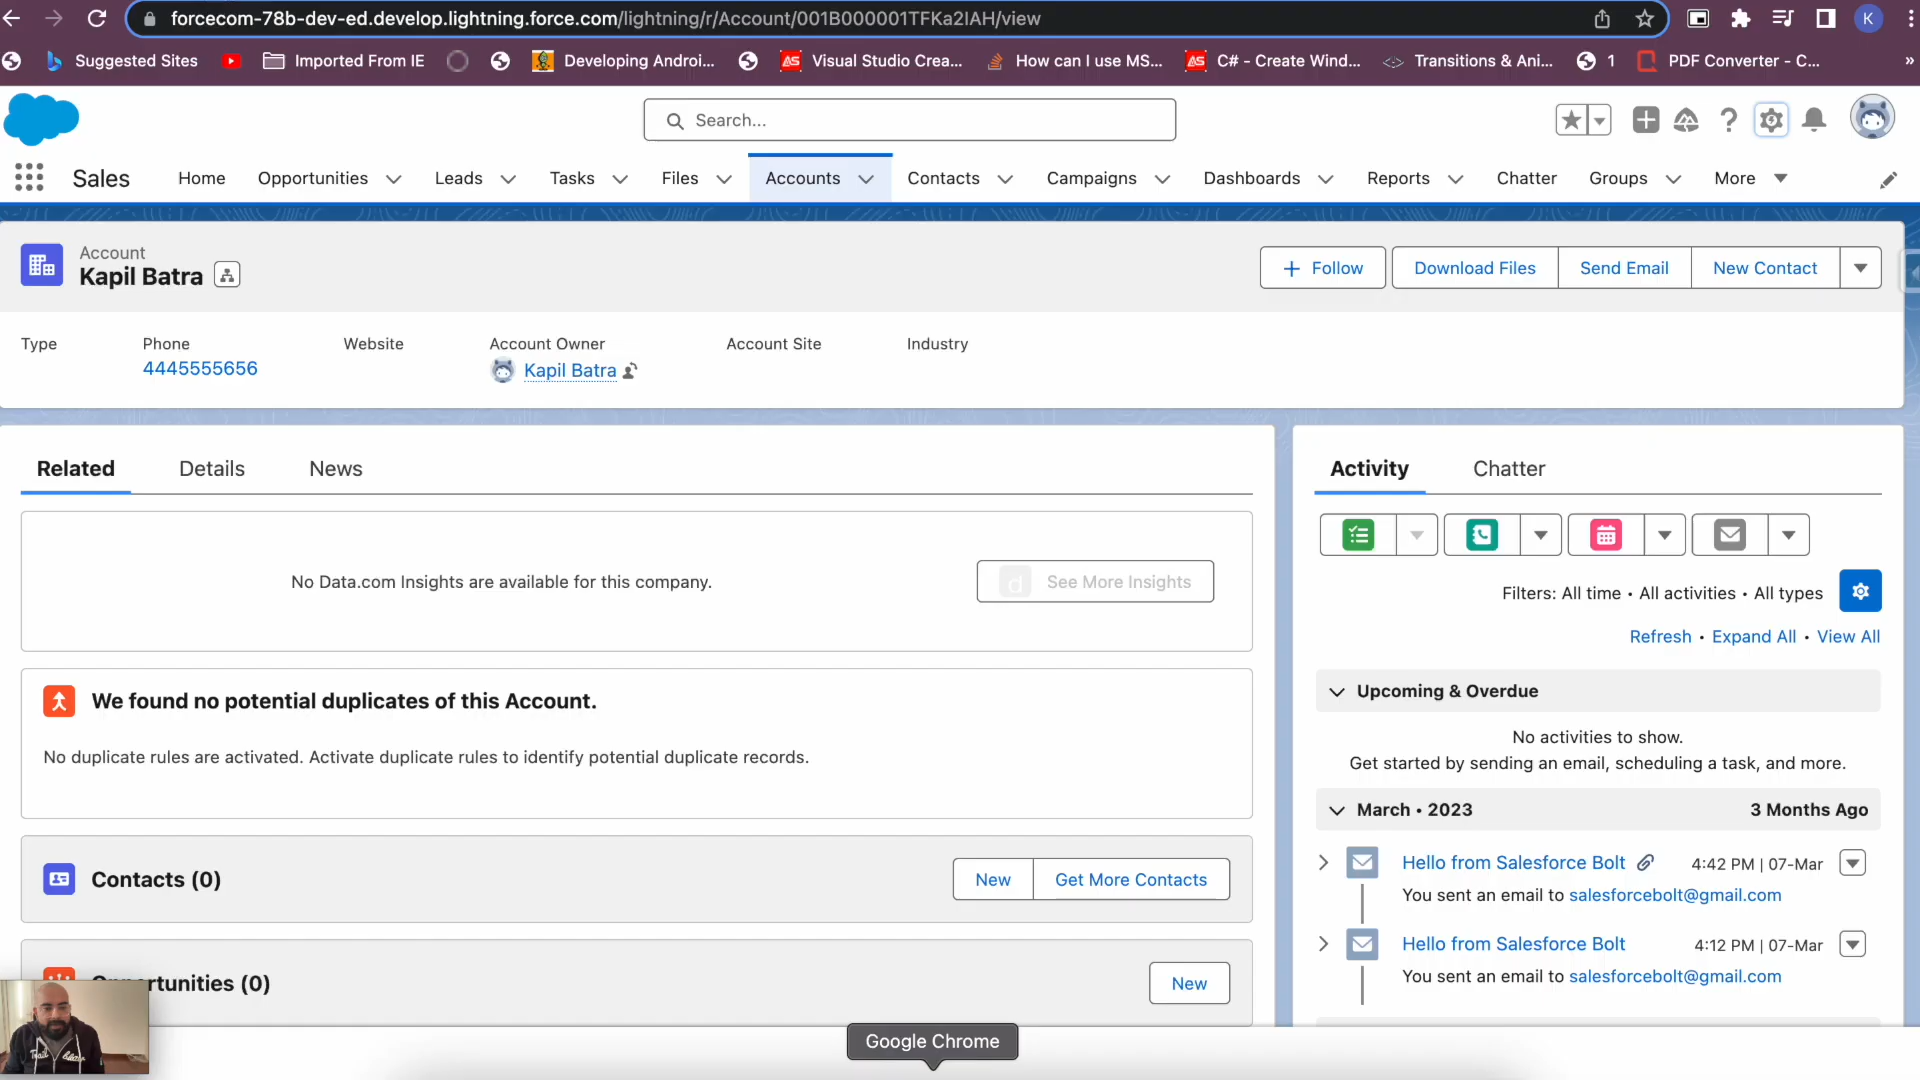 forcecom-78b-dev-ed.develop.lightning.force.com/lightning/r/Account/001B000001TFKa2IAH/view
K
Suggested Sites
Imported From IE
Developing Androi...
Visual Studio Crea...
How can I use MS...
C# - Create Wind...
Transitions & Ani...
1
PDF Converter - C...
»
Search...
Sales
Home
Opportunities
Leads
Tasks
Files
Accounts
Contacts
Campaigns
Dashboards
Reports
Chatter
Groups
More
Account
Kapil Batra
Follow
Download Files
Send Email
New Contact
Type
Phone
Website
Account Owner
Account Site
Industry
4445555656
Kapil Batra
Related
Details
News
No Data.com Insights are available for this company.
d
See More Insights
We found no potential duplicates of this Account.
No duplicate rules are activated. Activate duplicate rules to identify potential duplicate records.
Contacts (0)
New
Get More Contacts
rtunities (0)
New
Activity
Chatter
Filters: All time • All activities • All types
Refresh • Expand All • View All
Upcoming & Overdue
No activities to show.
Get started by sending an email, scheduling a task, and more.
March • 2023
3 Months Ago
Hello from Salesforce Bolt
4:42 PM | 07-Mar
You sent an email to salesforcebolt@gmail.com
Hello from Salesforce Bolt
4:12 PM | 07-Mar
You sent an email to salesforcebolt@gmail.com
Google Chrome